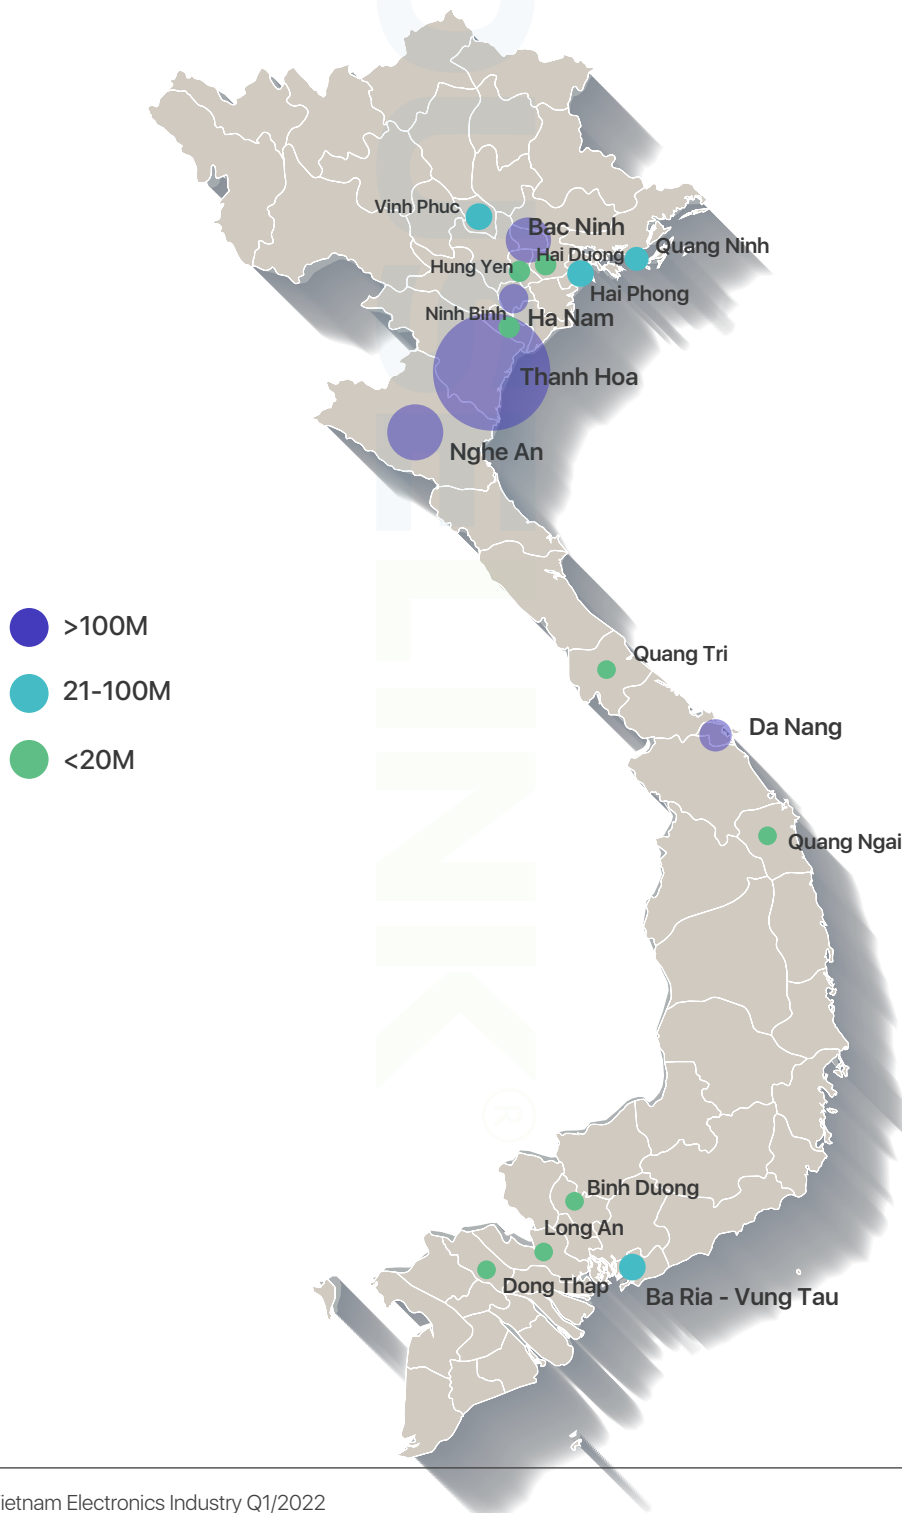 Vinh Phuc
Bac Ninh
Quang Ninh
Hai Duong
Hung Yen
Hai Phong
Ninh Binh
Ha Nam
Thanh Hoa
Nghe An
>100M
21-100M
<20M
Quang Tri
Da Nang
Quang Ngai
Binh Duong
Long An
Dong Thap
Ba Ria - Vung Tau
LINK
®
ietnam Electronics Industry Q1/2022